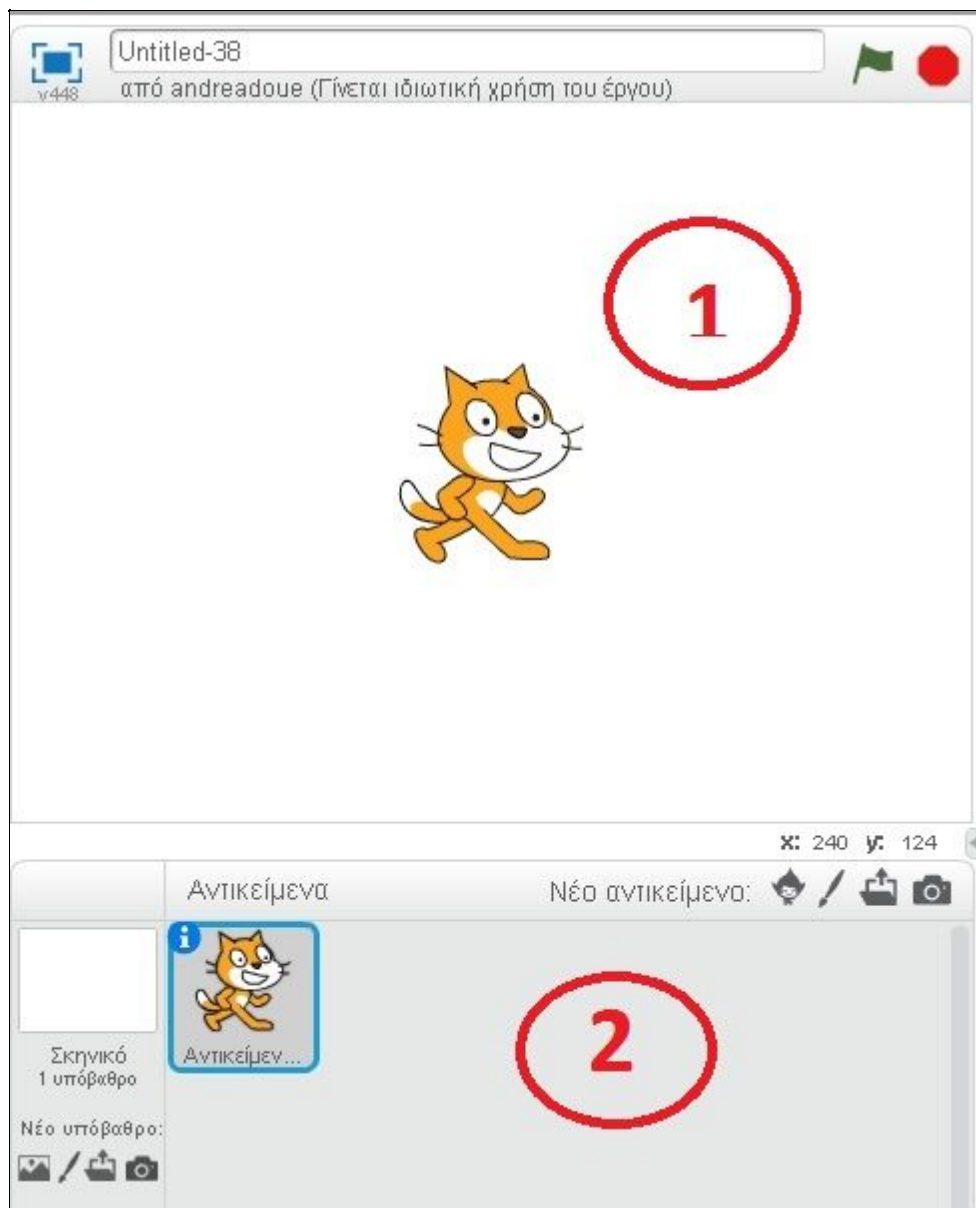 Untitled-38
v448
από andreadoue (Γίνεται ιδιωτική χρήση του έργου)
1
x: 240 y: 124
Αντικείμενα
Νέο αντικείμενο:
i
Σκηνικό
1 υπόβαθρο
Αντικείμεν...
2
Νέο υπόβαθρο: